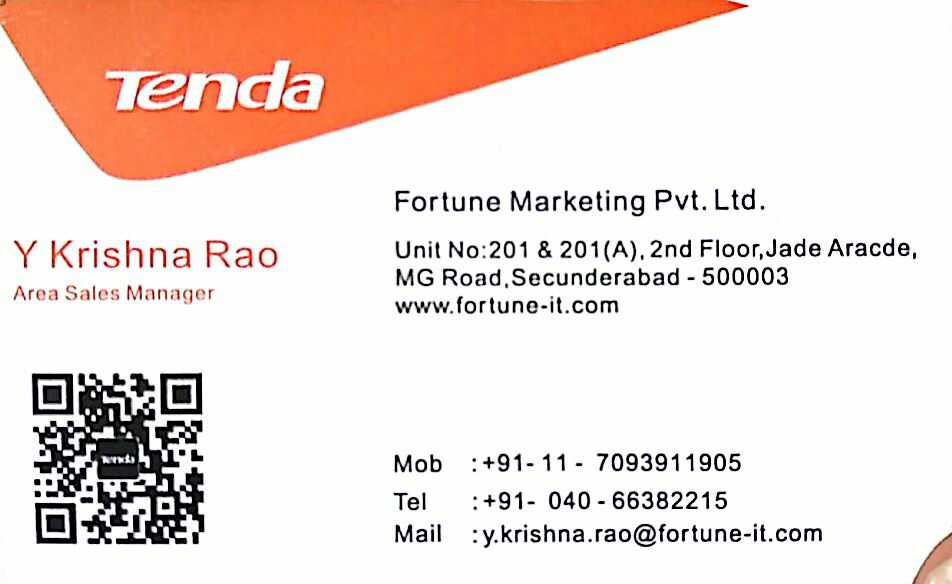 Tenda
Y Krishna Rao
Area Sales Manager
Fortune Marketing Pvt. Ltd.
Unit No:201 & 201(A), 2nd Floor,Jade Aracde,
MG Road,Secunderabad - 500003
www.fortune-it.com
Tenda
Mob :+91- 11 - 7093911905
Tel :+91- 040 - 66382215
Mail :y.krishna.rao@fortune-it.com